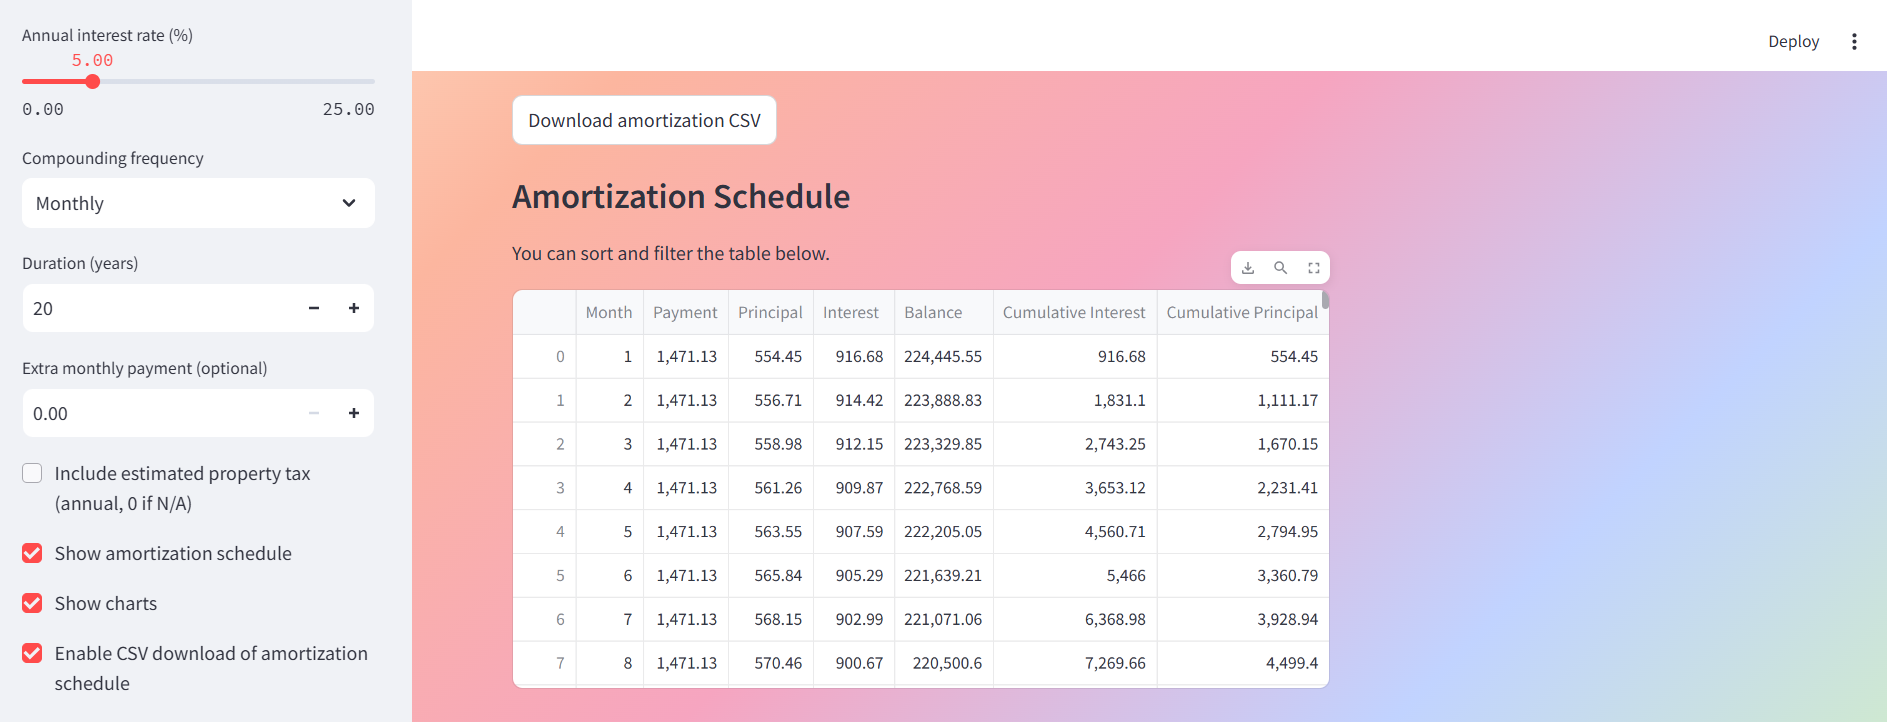 Annual interest rate (%)
5.00
0.00 25.00
Compounding frequency
Monthly
Duration (years)
20
Extra monthly payment (optional)
0.00
Include estimated property tax
(annual, 0 if N/A)
Show amortization schedule
Show charts
Enable CSV download of amortization
schedule
Deploy
Download amortization CSV
Amortization Schedule
You can sort and filter the table below.
Month Payment Principal Interest Balance Cumulative Interest Cumulative Principal
0 1 1,471.13 554.45 916.68 224,445.55 916.68 554.45
1 2 1,471.13 556.71 914.42 223,888.83 1,831.1 1,111.17
2 3 1,471.13 558.98 912.15 223,329.85 2,743.25 1,670.15
3 4 1,471.13 561.26 909.87 222,768.59 3,653.12 2,231.41
4 5 1,471.13 563.55 907.59 222,205.05 4,560.71 2,794.95
5 6 1,471.13 565.84 905.29 221,639.21 5,466 3,360.79
6 7 1,471.13 568.15 902.99 221,071.06 6,368.98 3,928.94
7 8 1,471.13 570.46 900.67 220,500.6 7,269.66 4,499.4